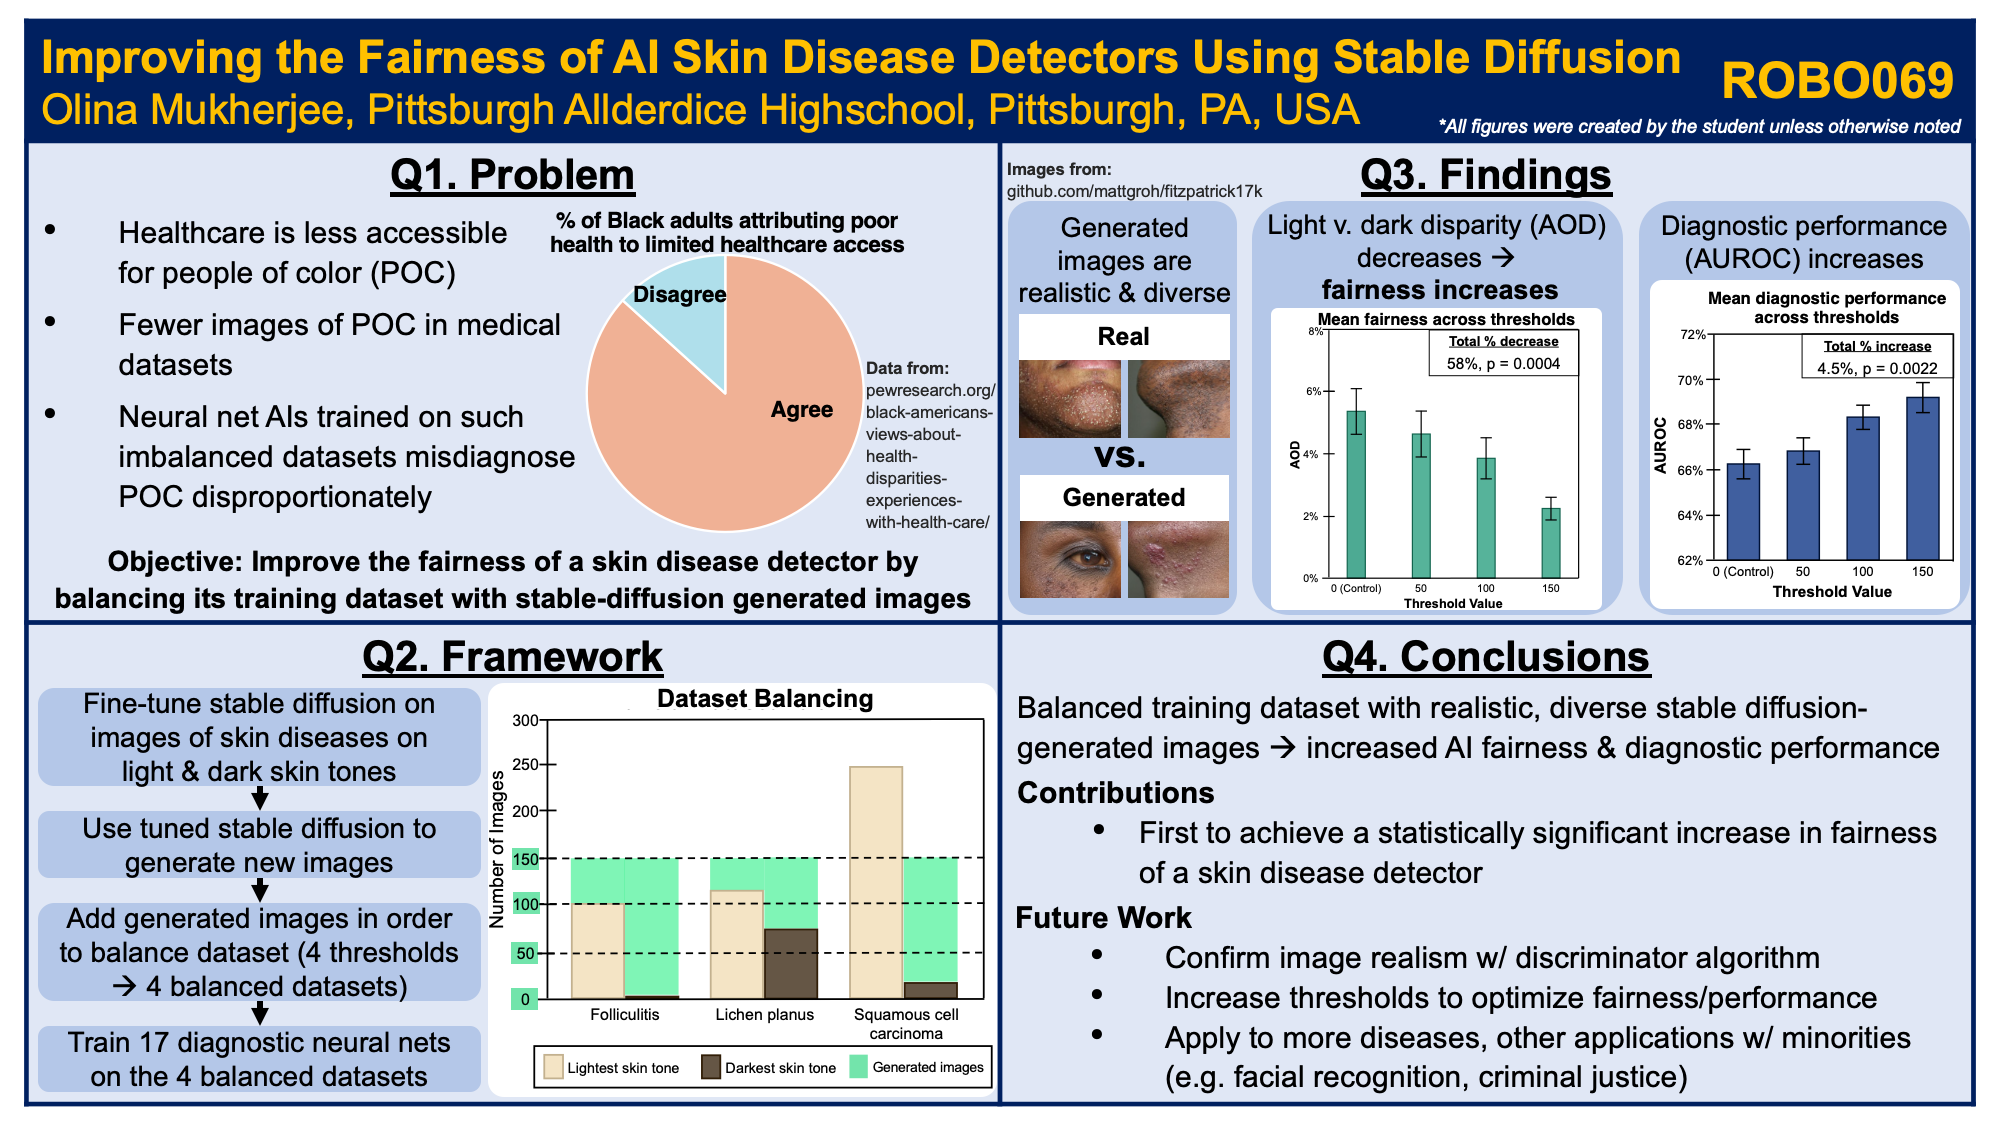 Improving the Fairness of AI Skin Disease Detectors Using Stable Diffusion
Olina Mukherjee, Pittsburgh Allderdice Highschool, Pittsburgh, PA, USA
ROBO069
*All figures were created by the student unless otherwise noted
Q1. Problem
• Healthcare is less accessible
for people of color (POC)
• Fewer images of POC in medical
datasets
• Neural net AIs trained on such
imbalanced datasets misdiagnose
POC disproportionately
% of Black adults attributing poor
health to limited healthcare access
Disagree
Agree
Data from:
pewresearch.org/
black-americans-
views-about-
health-
disparities-
experiences-
with-health-care/
Objective: Improve the fairness of a skin disease detector by
balancing its training dataset with stable-diffusion generated images
Q2. Framework
Fine-tune stable diffusion on
images of skin diseases on
light & dark skin tones
Use tuned stable diffusion to
generate new images
Add generated images in order
to balance dataset (4 thresholds
→ 4 balanced datasets)
Train 17 diagnostic neural nets
on the 4 balanced datasets
Dataset Balancing
Number of Images
300
250
200
150
100
50
0
Folliculitis
Lichen planus
Squamous cell
carcinoma
Lightest skin tone
Darkest skin tone
Generated images
Q3. Findings
Images from:
github.com/mattgroh/fitzpatrick17k
Generated
images are
realistic & diverse
Real
vs.
Generated
Light v. dark disparity (AOD)
decreases →
fairness increases
Mean fairness across thresholds
Total % decrease
58%, p = 0.0004
AOD
8%
6%
4%
2%
0%
0 (Control)
50
100
150
Threshold Value
Diagnostic performance
(AUROC) increases
Mean diagnostic performance
across thresholds
Total % increase
4.5%, p = 0.0022
AUROC
72%
70%
68%
66%
64%
62%
0 (Control)
50
100
150
Threshold Value
Q4. Conclusions
Balanced training dataset with realistic, diverse stable diffusion-
generated images → increased AI fairness & diagnostic performance
Contributions
• First to achieve a statistically significant increase in fairness
of a skin disease detector
Future Work
• Confirm image realism w/ discriminator algorithm
• Increase thresholds to optimize fairness/performance
• Apply to more diseases, other applications w/ minorities
(e.g. facial recognition, criminal justice)